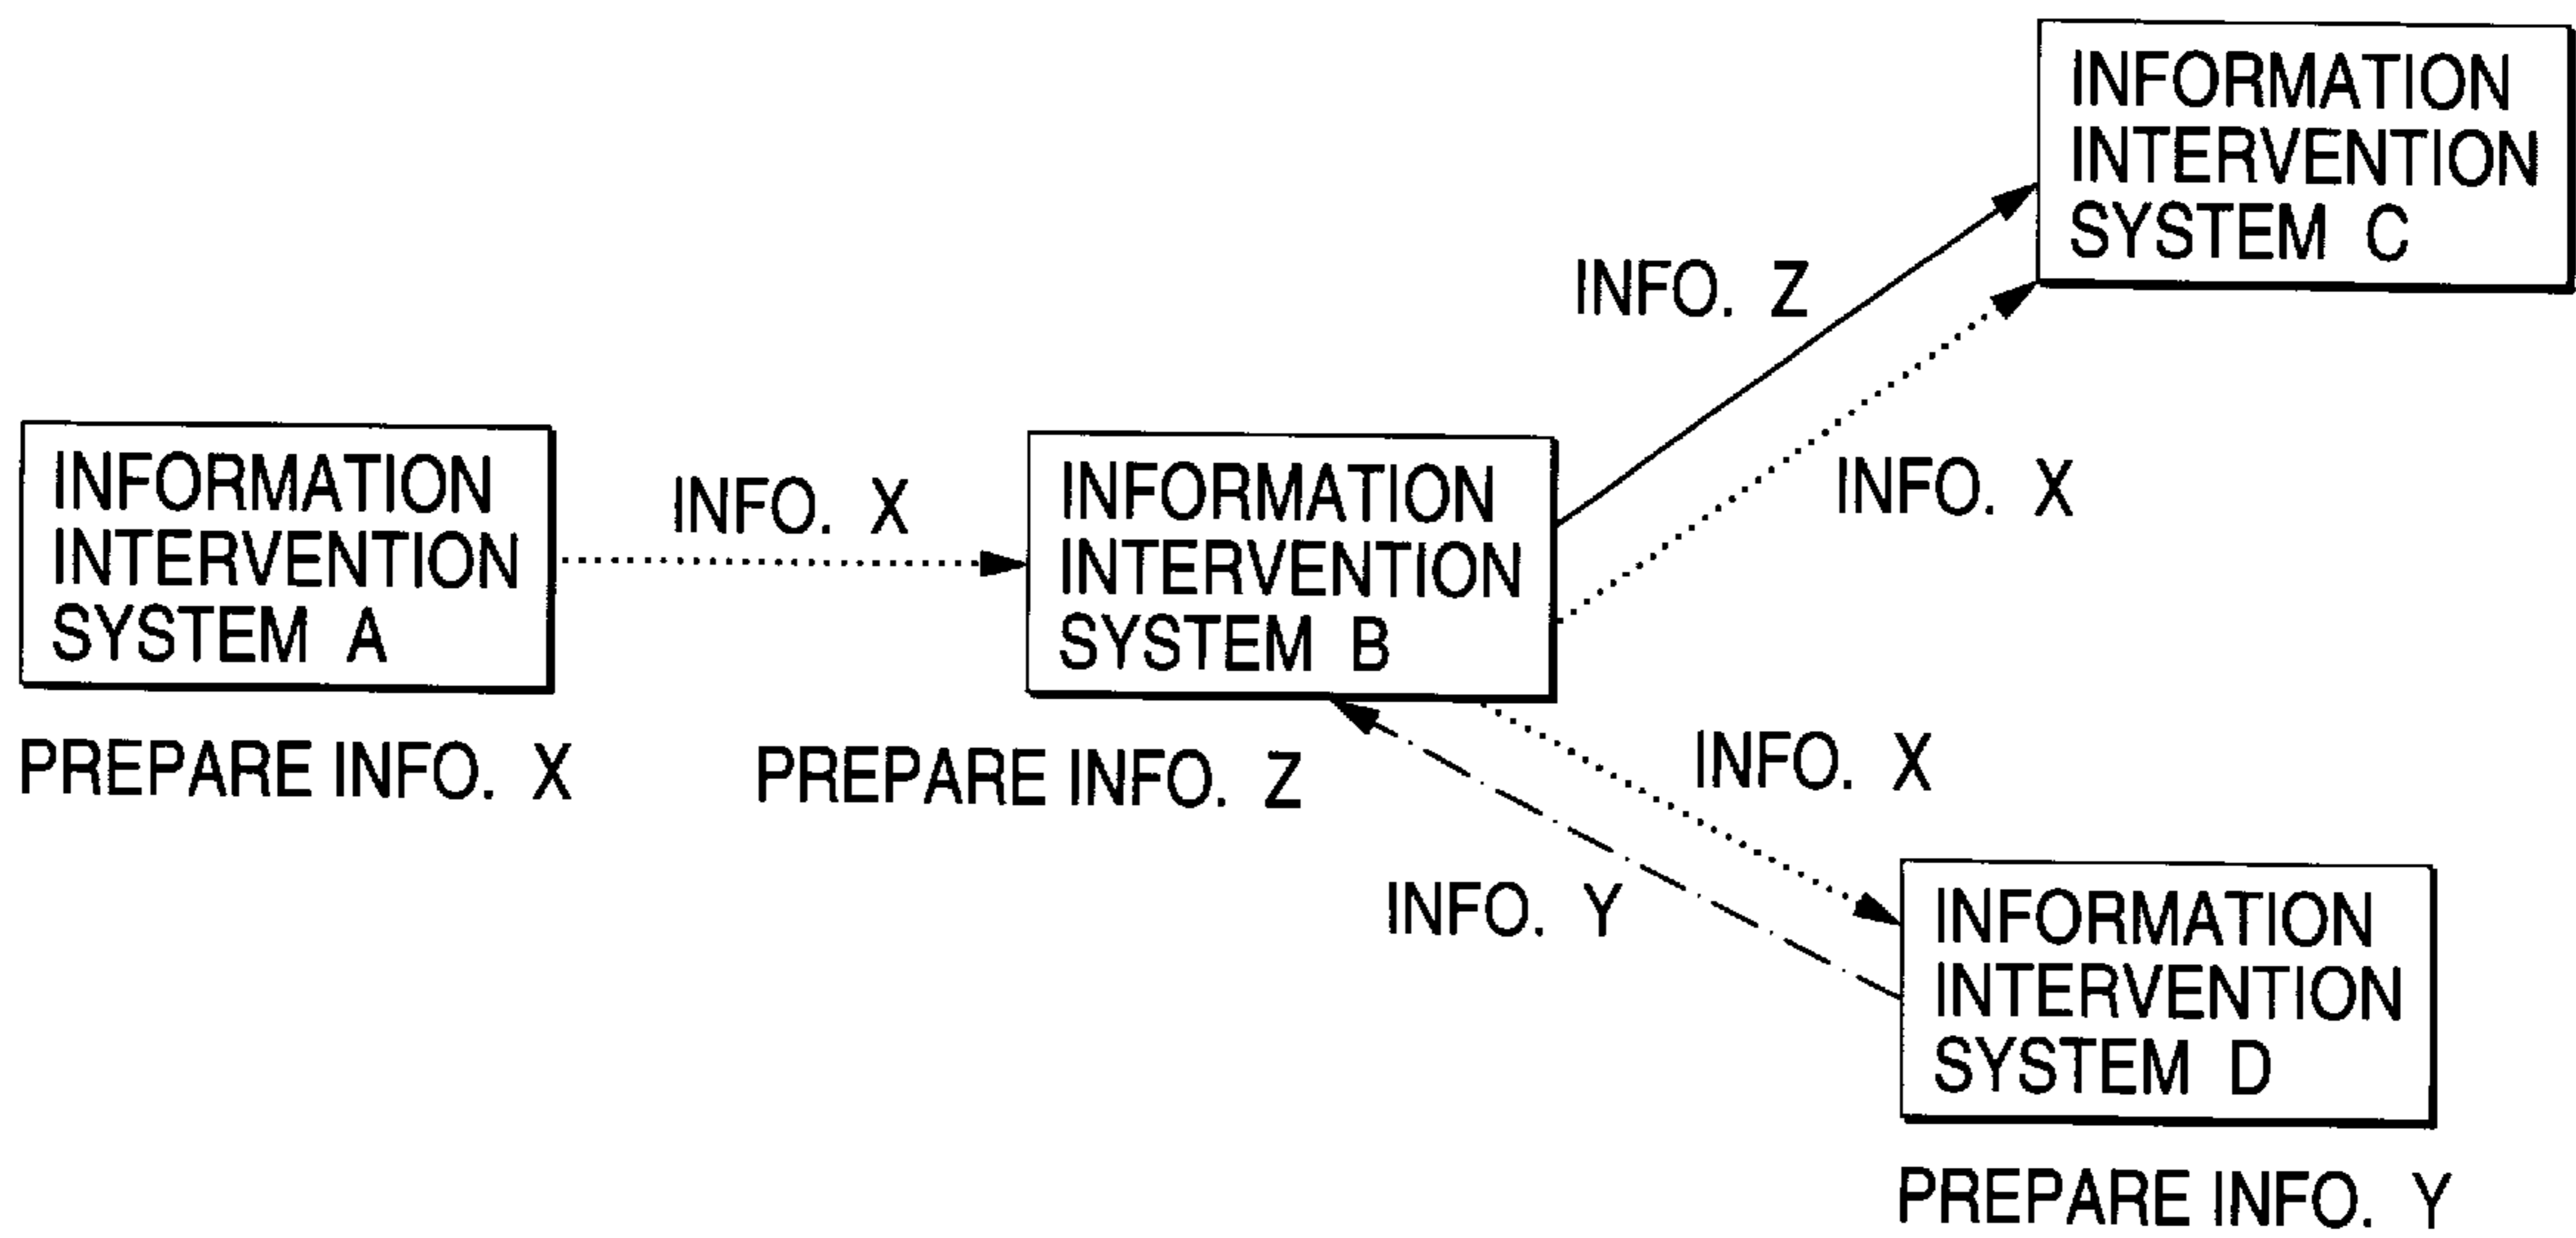 INFORMATION
INTERVENTION
SYSTEM C
INFO. Z
INFORMATION
INTERVENTION
SYSTEM A
INFO. X
INFORMATION
INTERVENTION
SYSTEM B
INFO. X
PREPARE INFO. X
PREPARE INFO. Z
INFO. X
INFO. Y
INFORMATION
INTERVENTION
SYSTEM D
PREPARE INFO. Y